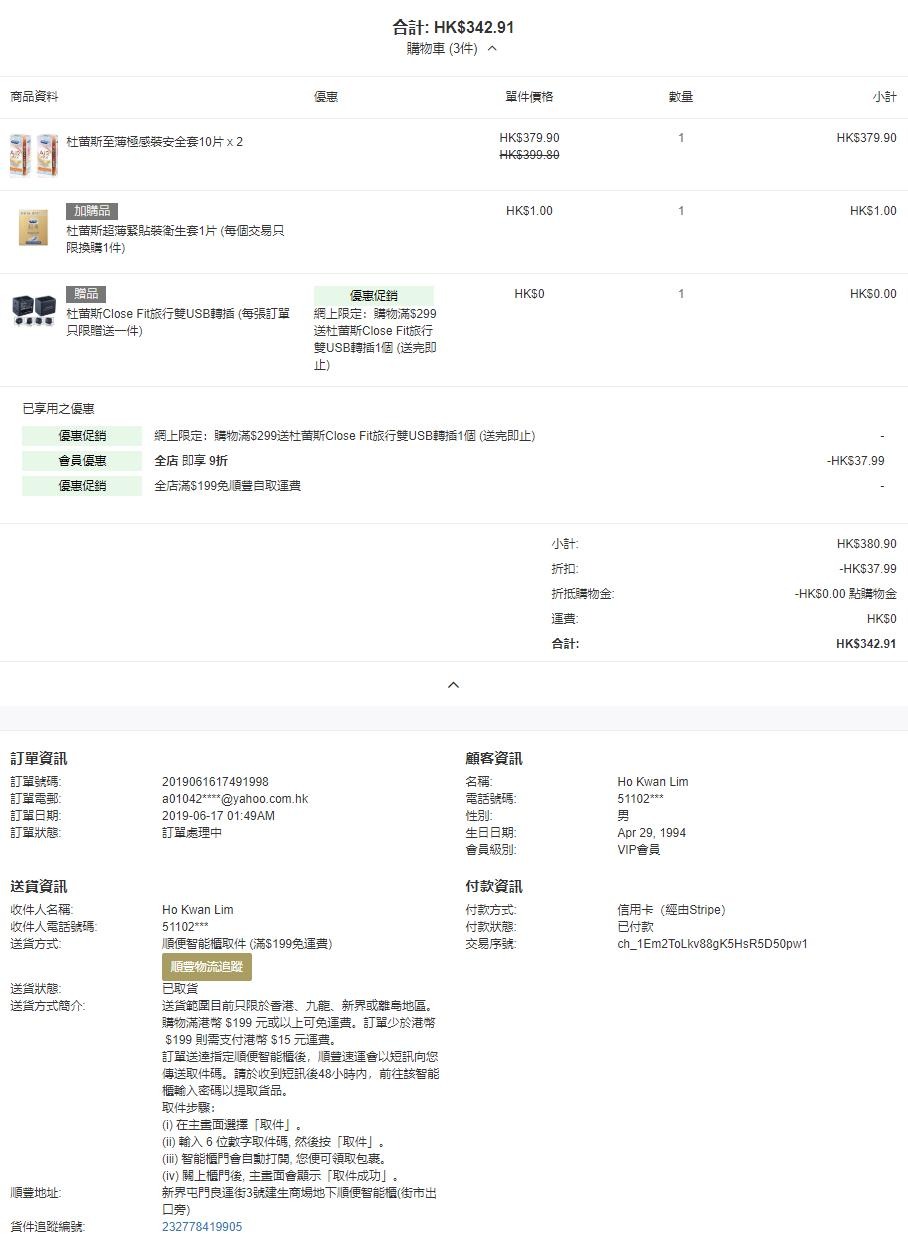 合計: HK$342.91
購物車 (3件)
商品資料 優惠 單件價格 數量 小計
杜蕾斯至薄極感裝安全套10片 x 2 HK$379.90 1 HK$379.90
HK$399.80
加購品 HK$1.00 1 HK$1.00
杜蕾斯超薄緊貼裝衛生套1片 (每個交易只
限換購1件)
贈品 優惠促銷 HK$0 1 HK$0.00
杜蕾斯Close Fit旅行雙USB轉插 (每張訂單
只限贈送一件)
網上限定：購物滿$299
送杜蕾斯Close Fit旅行
雙USB轉插1個 (送完即
止)
已享用之優惠
優惠促銷 網上限定：購物滿$299送杜蕾斯Close Fit旅行雙USB轉插1個 (送完即止) -
會員優惠 全店 即享 9折 -HK$37.99
優惠促銷 全店滿$199免順豐自取運費 -
小計: HK$380.90
折扣: -HK$37.99
折抵購物金: -HK$0.00 點購物金
運費: HK$0
合計: HK$342.91
訂單資訊
訂單號碼: 2019061617491998
訂單電郵: a01042****@yahoo.com.hk
訂單日期: 2019-06-17 01:49AM
訂單狀態: 訂單處理中
顧客資訊
名稱: Ho Kwan Lim
電話號碼: 51102***
性別: 男
生日日期: Apr 29, 1994
會員級別: VIP會員
送貨資訊
收件人名稱: Ho Kwan Lim
收件人電話號碼: 51102***
送貨方式: 順便智能櫃取件 (滿$199免運費)
順豐物流追蹤
送貨狀態: 已取貨
送貨方式簡介: 送貨範圍目前只限於香港、九龍、新界或離島地區。
購物滿港幣 $199 元或以上可免運費。訂單少於港幣
$199 則需支付港幣 $15 元運費。
訂單送達指定順便智能櫃後，順豐速運會以短訊向您
傳送取件碼。請於收到短訊後48小時內，前往該智能
櫃輸入密碼以提取貨品。
取件步驟：
(i) 在主畫面選擇「取件」。
(ii) 輸入 6 位數字取件碼, 然後按「取件」。
(iii) 智能櫃門會自動打開, 您便可領取包裹。
(iv) 關上櫃門後, 主畫面會顯示「取件成功」。
順豐地址: 新界屯門良運街3號建生商場地下順便智能櫃(街市出
口旁)
貨件追蹤編號: 232778419905
付款資訊
付款方式: 信用卡（經由Stripe）
付款狀態: 已付款
交易序號: ch_1Em2ToLkv88gK5HsR5D50pw1